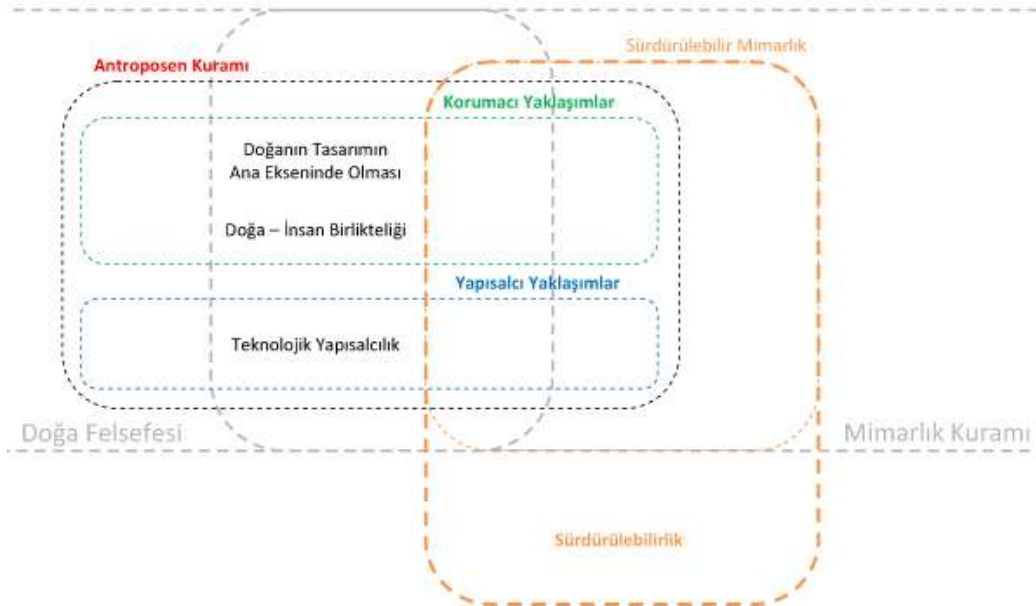 Sürdürülebilir Mimarlık
Antroposen Kuramı
Korumacı Yaklaşımlar
Doğanın Tasarımın
Ana Ekseninde Olması
Doğa – İnsan Birlikteliği
Yapısalcı Yaklaşımlar
Teknolojik Yapısalcılık
Doğa Felsefesi
Mimarlık Kuramı
Sürdürülebilirlik